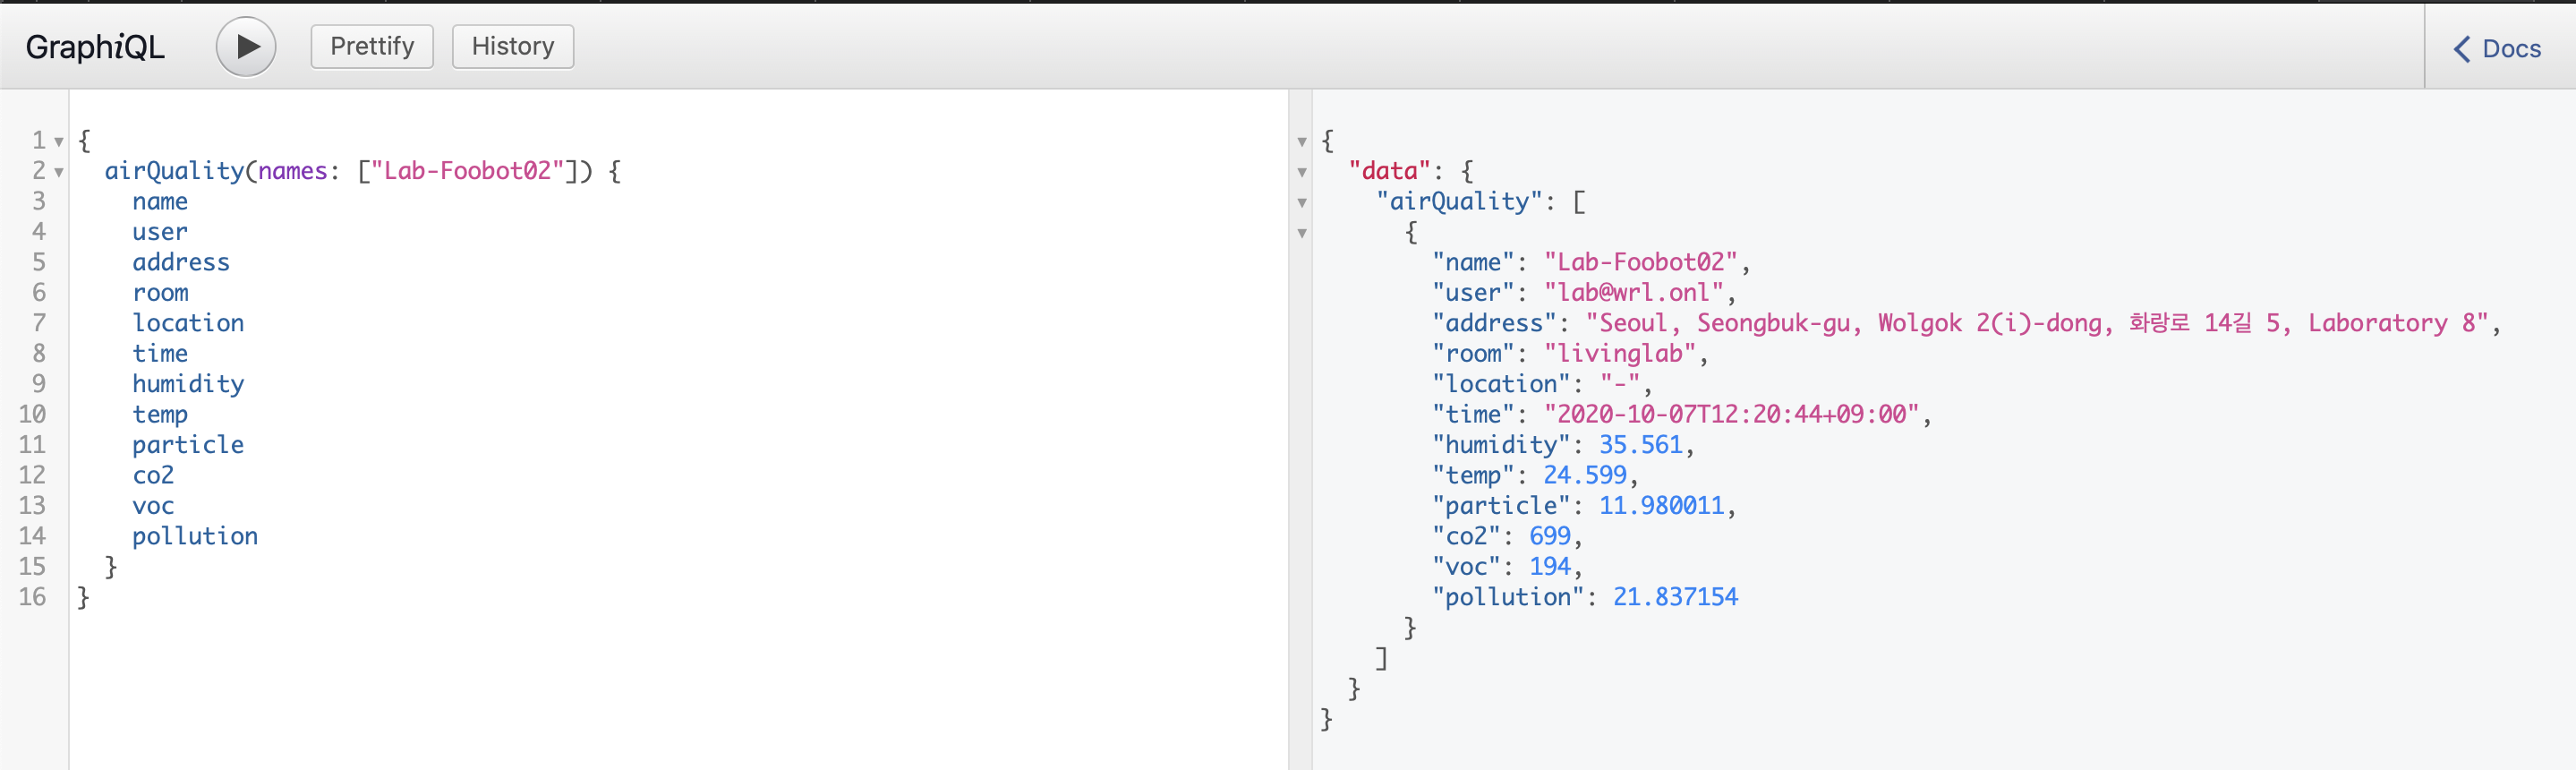 GraphiQL Prettify History Docs
1 {
2 airQuality(names: ["Lab-Foobot02"]) {
3 name
4 user
5 address
6 room
7 location
8 time
9 humidity
10 temp
11 particle
12 co2
13 voc
14 pollution
15 }
16 }
{
"data": {
"airQuality": [
{
"name": "Lab-Foobot02",
"user": "lab@wrl.onl",
"address": "Seoul, Seongbuk-gu, Wolgok 2(i)-dong, 화랑로 14길 5, Laboratory 8",
"room": "livinglab",
"location": "-",
"time": "2020-10-07T12:20:44+09:00",
"humidity": 35.561,
"temp": 24.599,
"particle": 11.980011,
"co2": 699,
"voc": 194,
"pollution": 21.837154
}
]
}
}